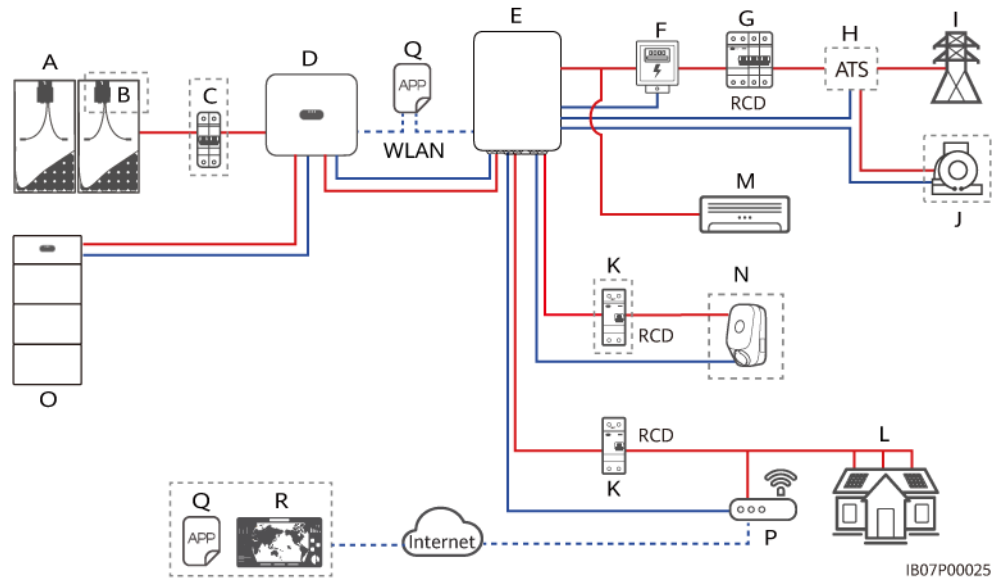 E
F
G
H
I
Q
D
A
B
C
APP
ATS
RCD
WLAN
M
J
K
N
RCD
O
RCD
K
L
Q
R
P
APP
Internet
IB07P00025